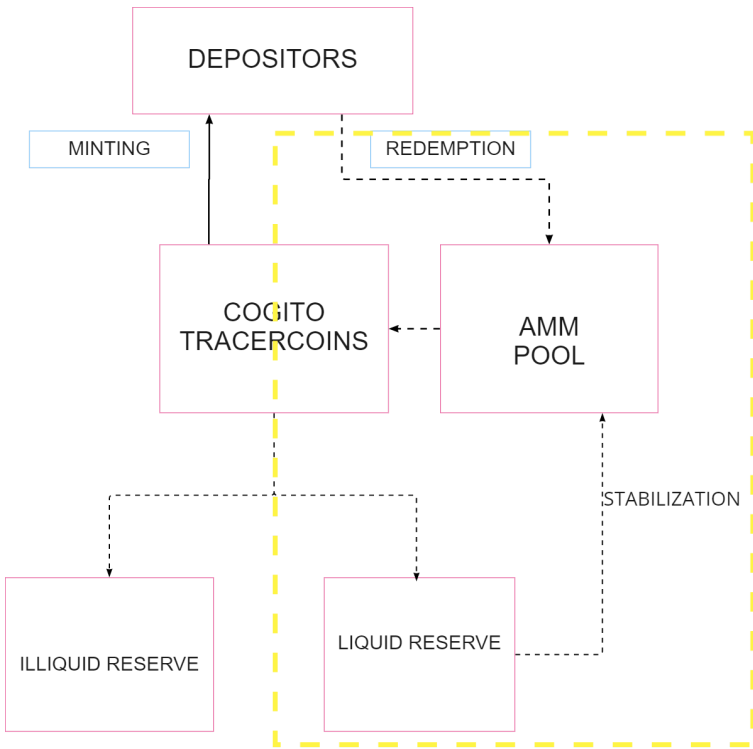 DEPOSITORS
MINTING
REDEMPTION
COGITO
TRACERCOINS
AMM
POOL
STABILIZATION
ILLIQUID RESERVE
LIQUID RESERVE